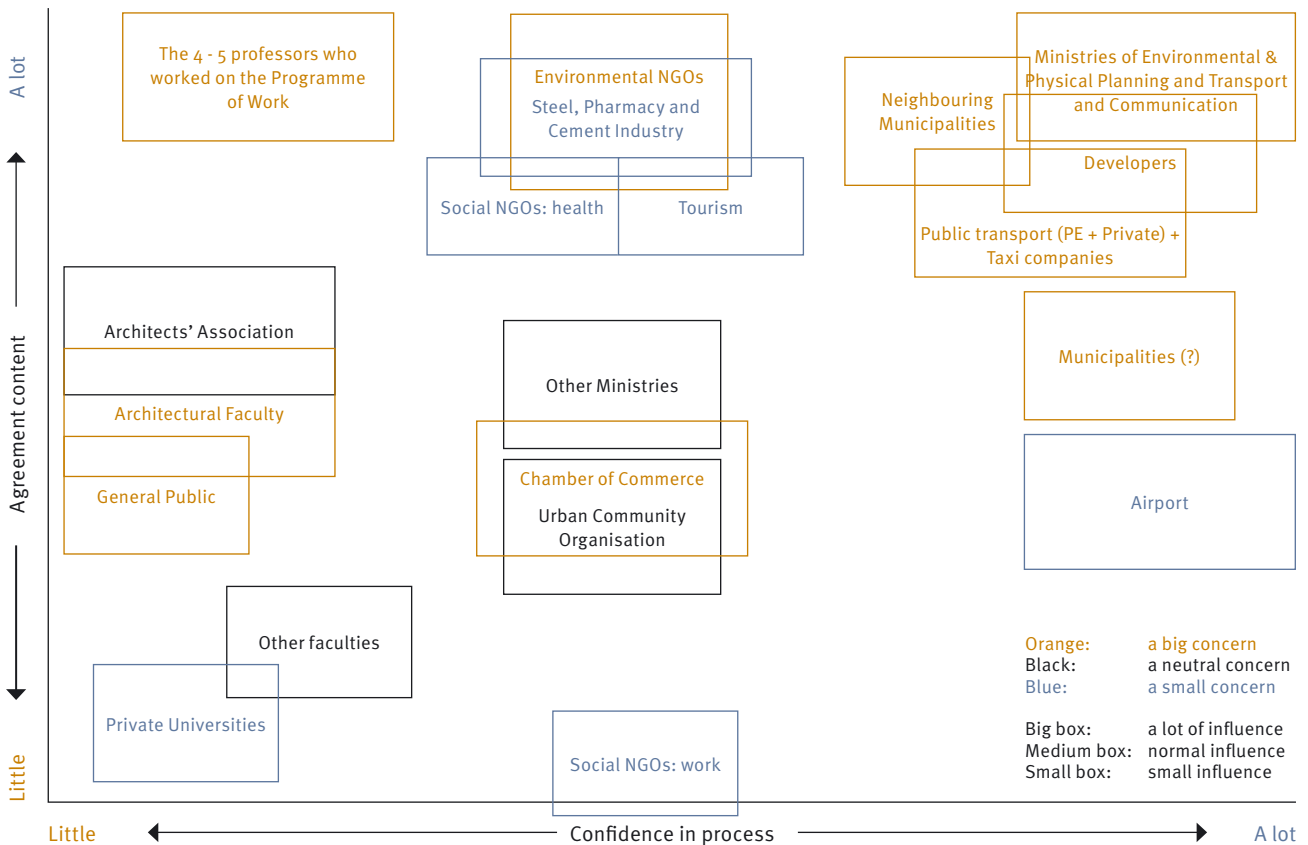 A lot
Agreement content
Little
The 4 - 5 professors who
worked on the Programme
of Work
Environmental NGOs
Steel, Pharmacy and
Cement Industry
Social NGOs: health
Tourism
Neighbouring
Municipalities
Ministries of Environmental &
Physical Planning and Transport
and Communication
Developers
Public transport (PE + Private) +
Taxi companies
Architects’ Association
Architectural Faculty
General Public
Other Ministries
Chamber of Commerce
Urban Community
Organisation
Municipalities (?)
Airport
Other faculties
Private Universities
Social NGOs: work
Orange: a big concern
Black: a neutral concern
Blue: a small concern
Big box: a lot of influence
Medium box: normal influence
Small box: small influence
Little
Confidence in process
A lot